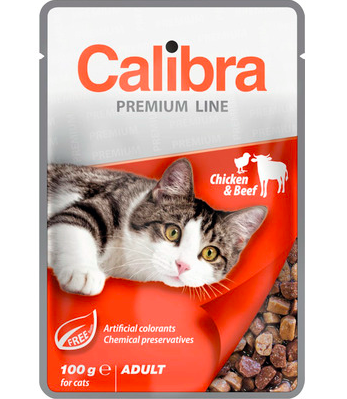 Calibra
PREMIUM LINE
Chicken
& Beef
FREE
Artificial colorants
Chemical preservatives
100 g ℮
for cats
ADULT